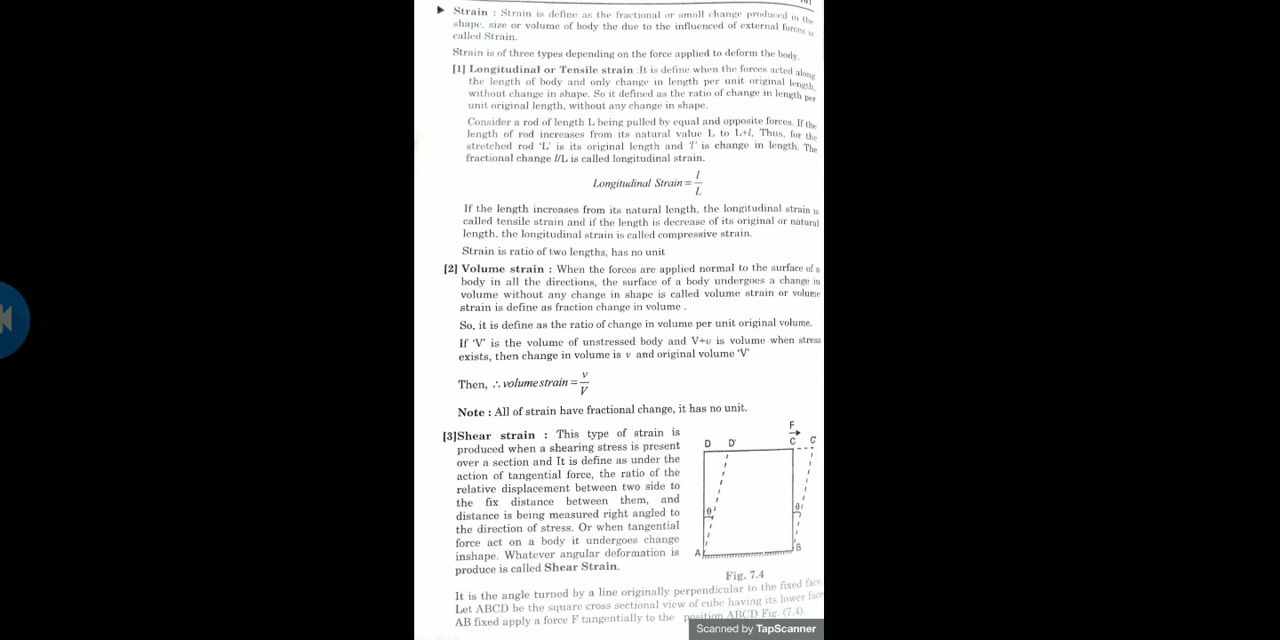 Strain : Strain is define as the fractional or small change produced in the
shape, size or volume of body the due to the influenced of external forces is
called Strain.
Strain is of three types depending on the force applied to deform the body.
[1] Longitudinal or Tensile strain :It is define when the forces acted along
the length of body and only change in length per unit original length,
without change in shape. So it defined as the ratio of change in length per
unit original length, without any change in shape.
Consider a rod of length L being pulled by equal and opposite forces. If the
length of rod increases from its natural value L to L+l, Thus, for the
stretched rod 'L' is its original length and 'l' is change in length. The
fractional change l/L is called longitudinal strain.
Longitudinal Strain = l/L
If the length increases from its natural length, the longitudinal strain is
called tensile strain and if the length is decrease of its original or natural
length, the longitudinal strain is called compressive strain.
Strain is ratio of two lengths, has no unit
[2] Volume strain : When the forces are applied normal to the surface of a
body in all the directions, the surface of a body undergoes a change in
volume without any change in shape is called volume strain or volume
strain is define as fraction change in volume .
So, it is define as the ratio of change in volume per unit original volume.
If 'V' is the volume of unstressed body and V+υ is volume when stress
exists, then change in volume is v and original volume 'V'
Then, ∴ volume strain = v/V
Note : All of strain have fractional change, it has no unit.
[3]Shear strain : This type of strain is
produced when a shearing stress is present
over a section and It is define as under the
action of tangential force, the ratio of the
relative displacement between two side to
the fix distance between them, and
distance is being measured right angled to
the direction of stress. Or when tangential
force act on a body it undergoes change
inshape. Whatever angular deformation is
produce is called Shear Strain.
F
D D' C C'
θ θ
A B
Fig. 7.4
It is the angle turned by a line originally perpendicular to the fixed face.
Let ABCD be the square cross sectional view of cube having its lower face
AB fixed apply a force F tangentially to the position ABCD Fig. (7.4).
Scanned by TapScanner